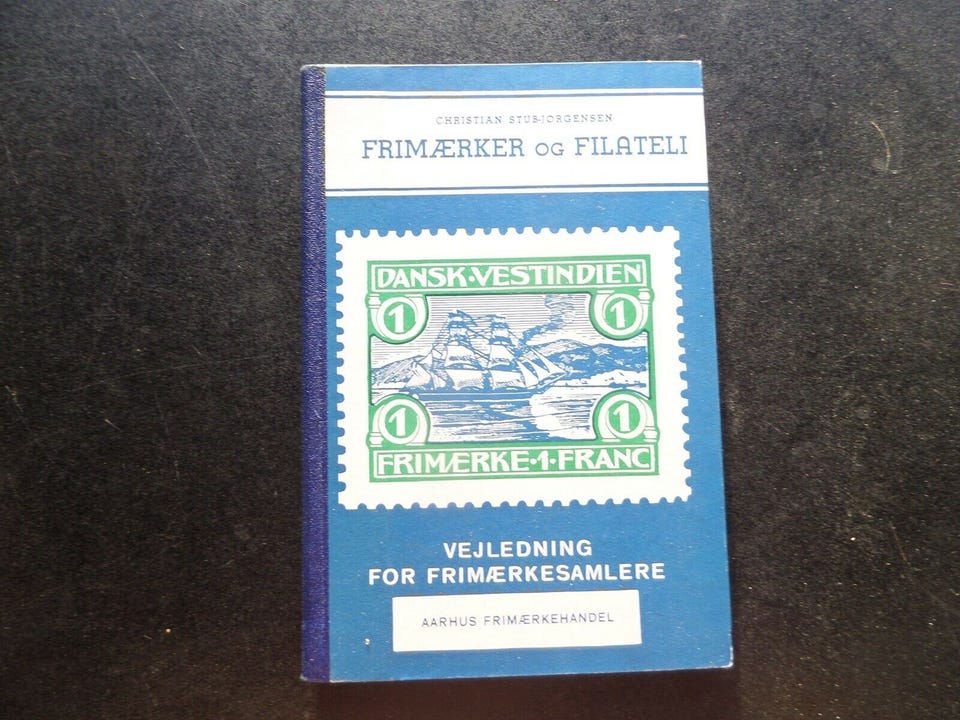 CHRISTIAN STUB-JØRGENSEN
FRIMÆRKER OG FILATELI
DANSK·VESTINDIEN
1 1
1 1
FRIMÆRKE·1·FRANC
VEJLEDNING
FOR FRIMÆRKESAMLERE
AARHUS FRIMÆRKEHANDEL